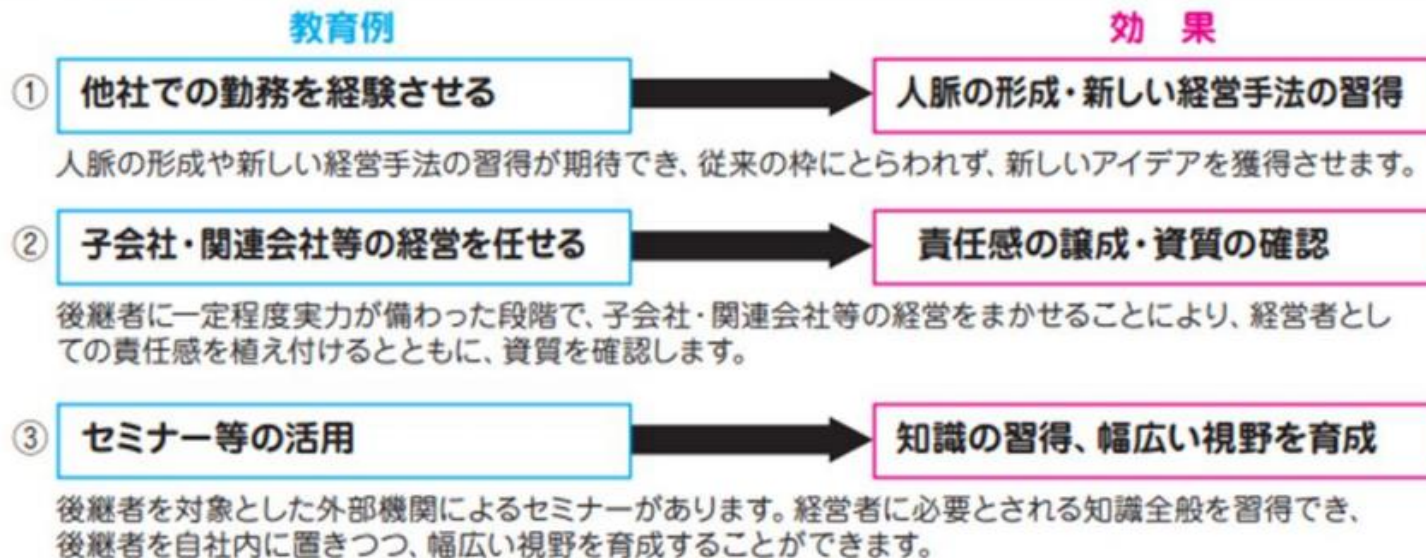 教育例
効 果
① 他社での勤務を経験させる
人脈の形成・新しい経営手法の習得
人脈の形成や新しい経営手法の習得が期待でき、従来の枠にとらわれず、新しいアイデアを獲得させます。
② 子会社・関連会社等の経営を任せる
責任感の譲成・資質の確認
後継者に一定程度実力が備わった段階で、子会社・関連会社等の経営をまかせることにより、経営者とし
ての責任感を植え付けるとともに、資質を確認します。
③ セミナー等の活用
知識の習得、幅広い視野を育成
後継者を対象とした外部機関によるセミナーがあります。経営者に必要とされる知識全般を習得でき、
後継者を自社内に置きつつ、幅広い視野を育成することができます。